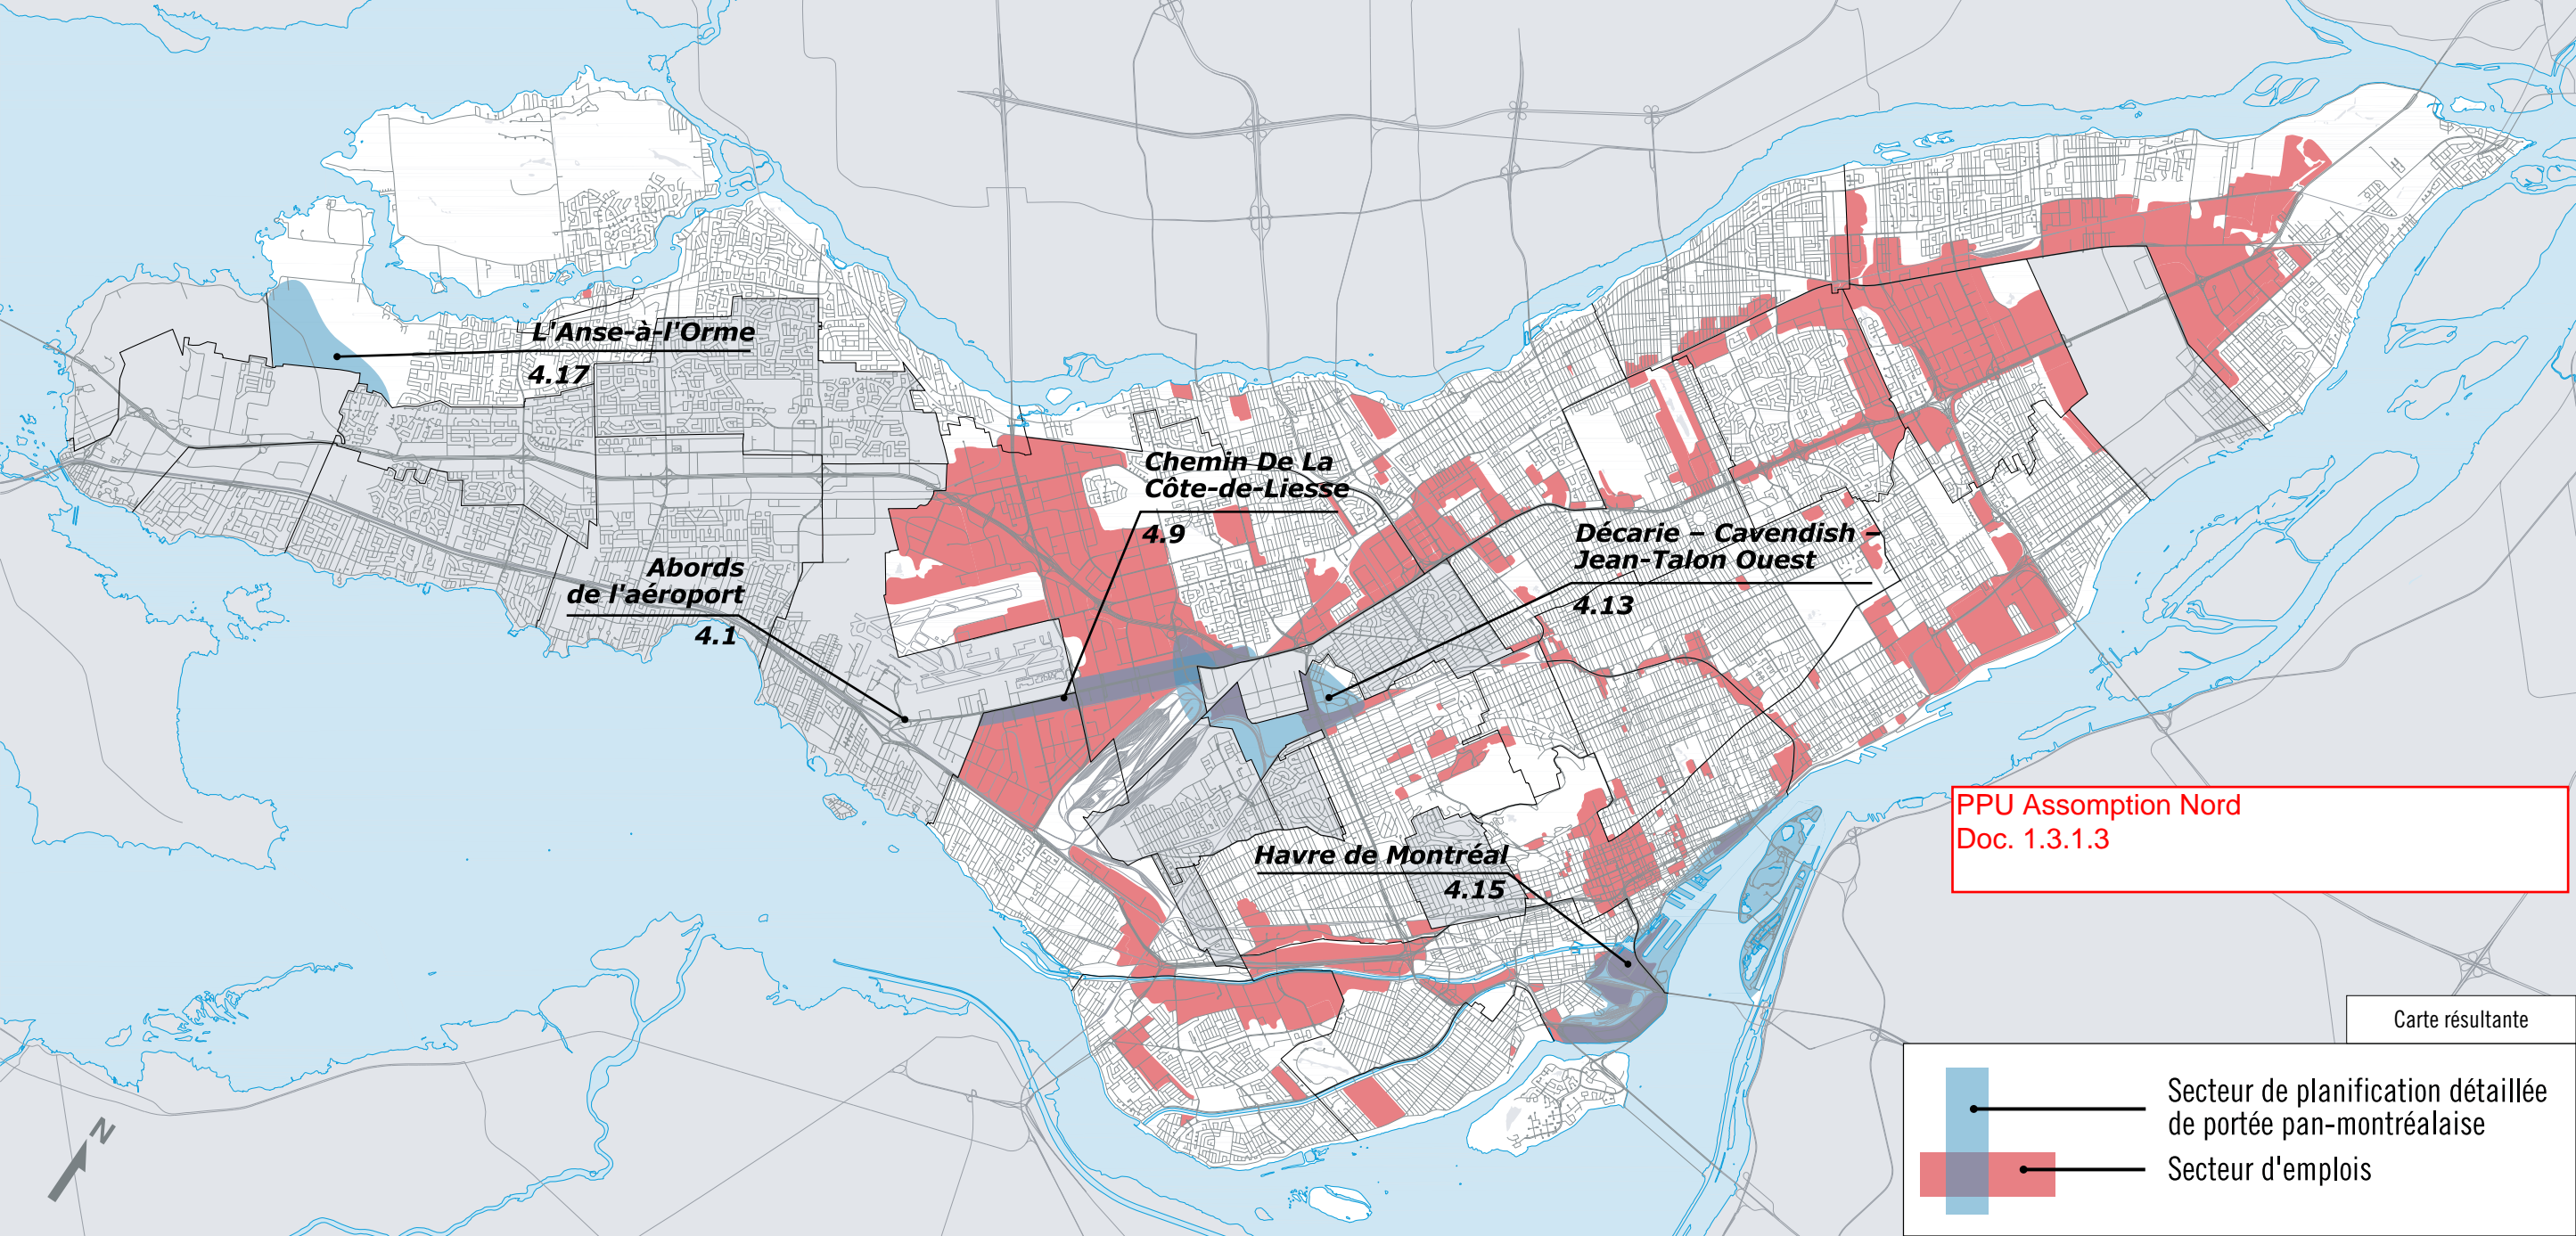 L'Anse-à-l'Orme
4.17
Chemin De La
Côte-de-Liesse
4.9
Décarie – Cavendish –
Jean-Talon Ouest
4.13
Abords
de l'aéroport
4.1
PPU Assomption Nord
Doc. 1.3.1.3
Havre de Montréal
4.15
Carte résultante
Secteur de planification détaillée
de portée pan-montréalaise
Secteur d'emplois
N